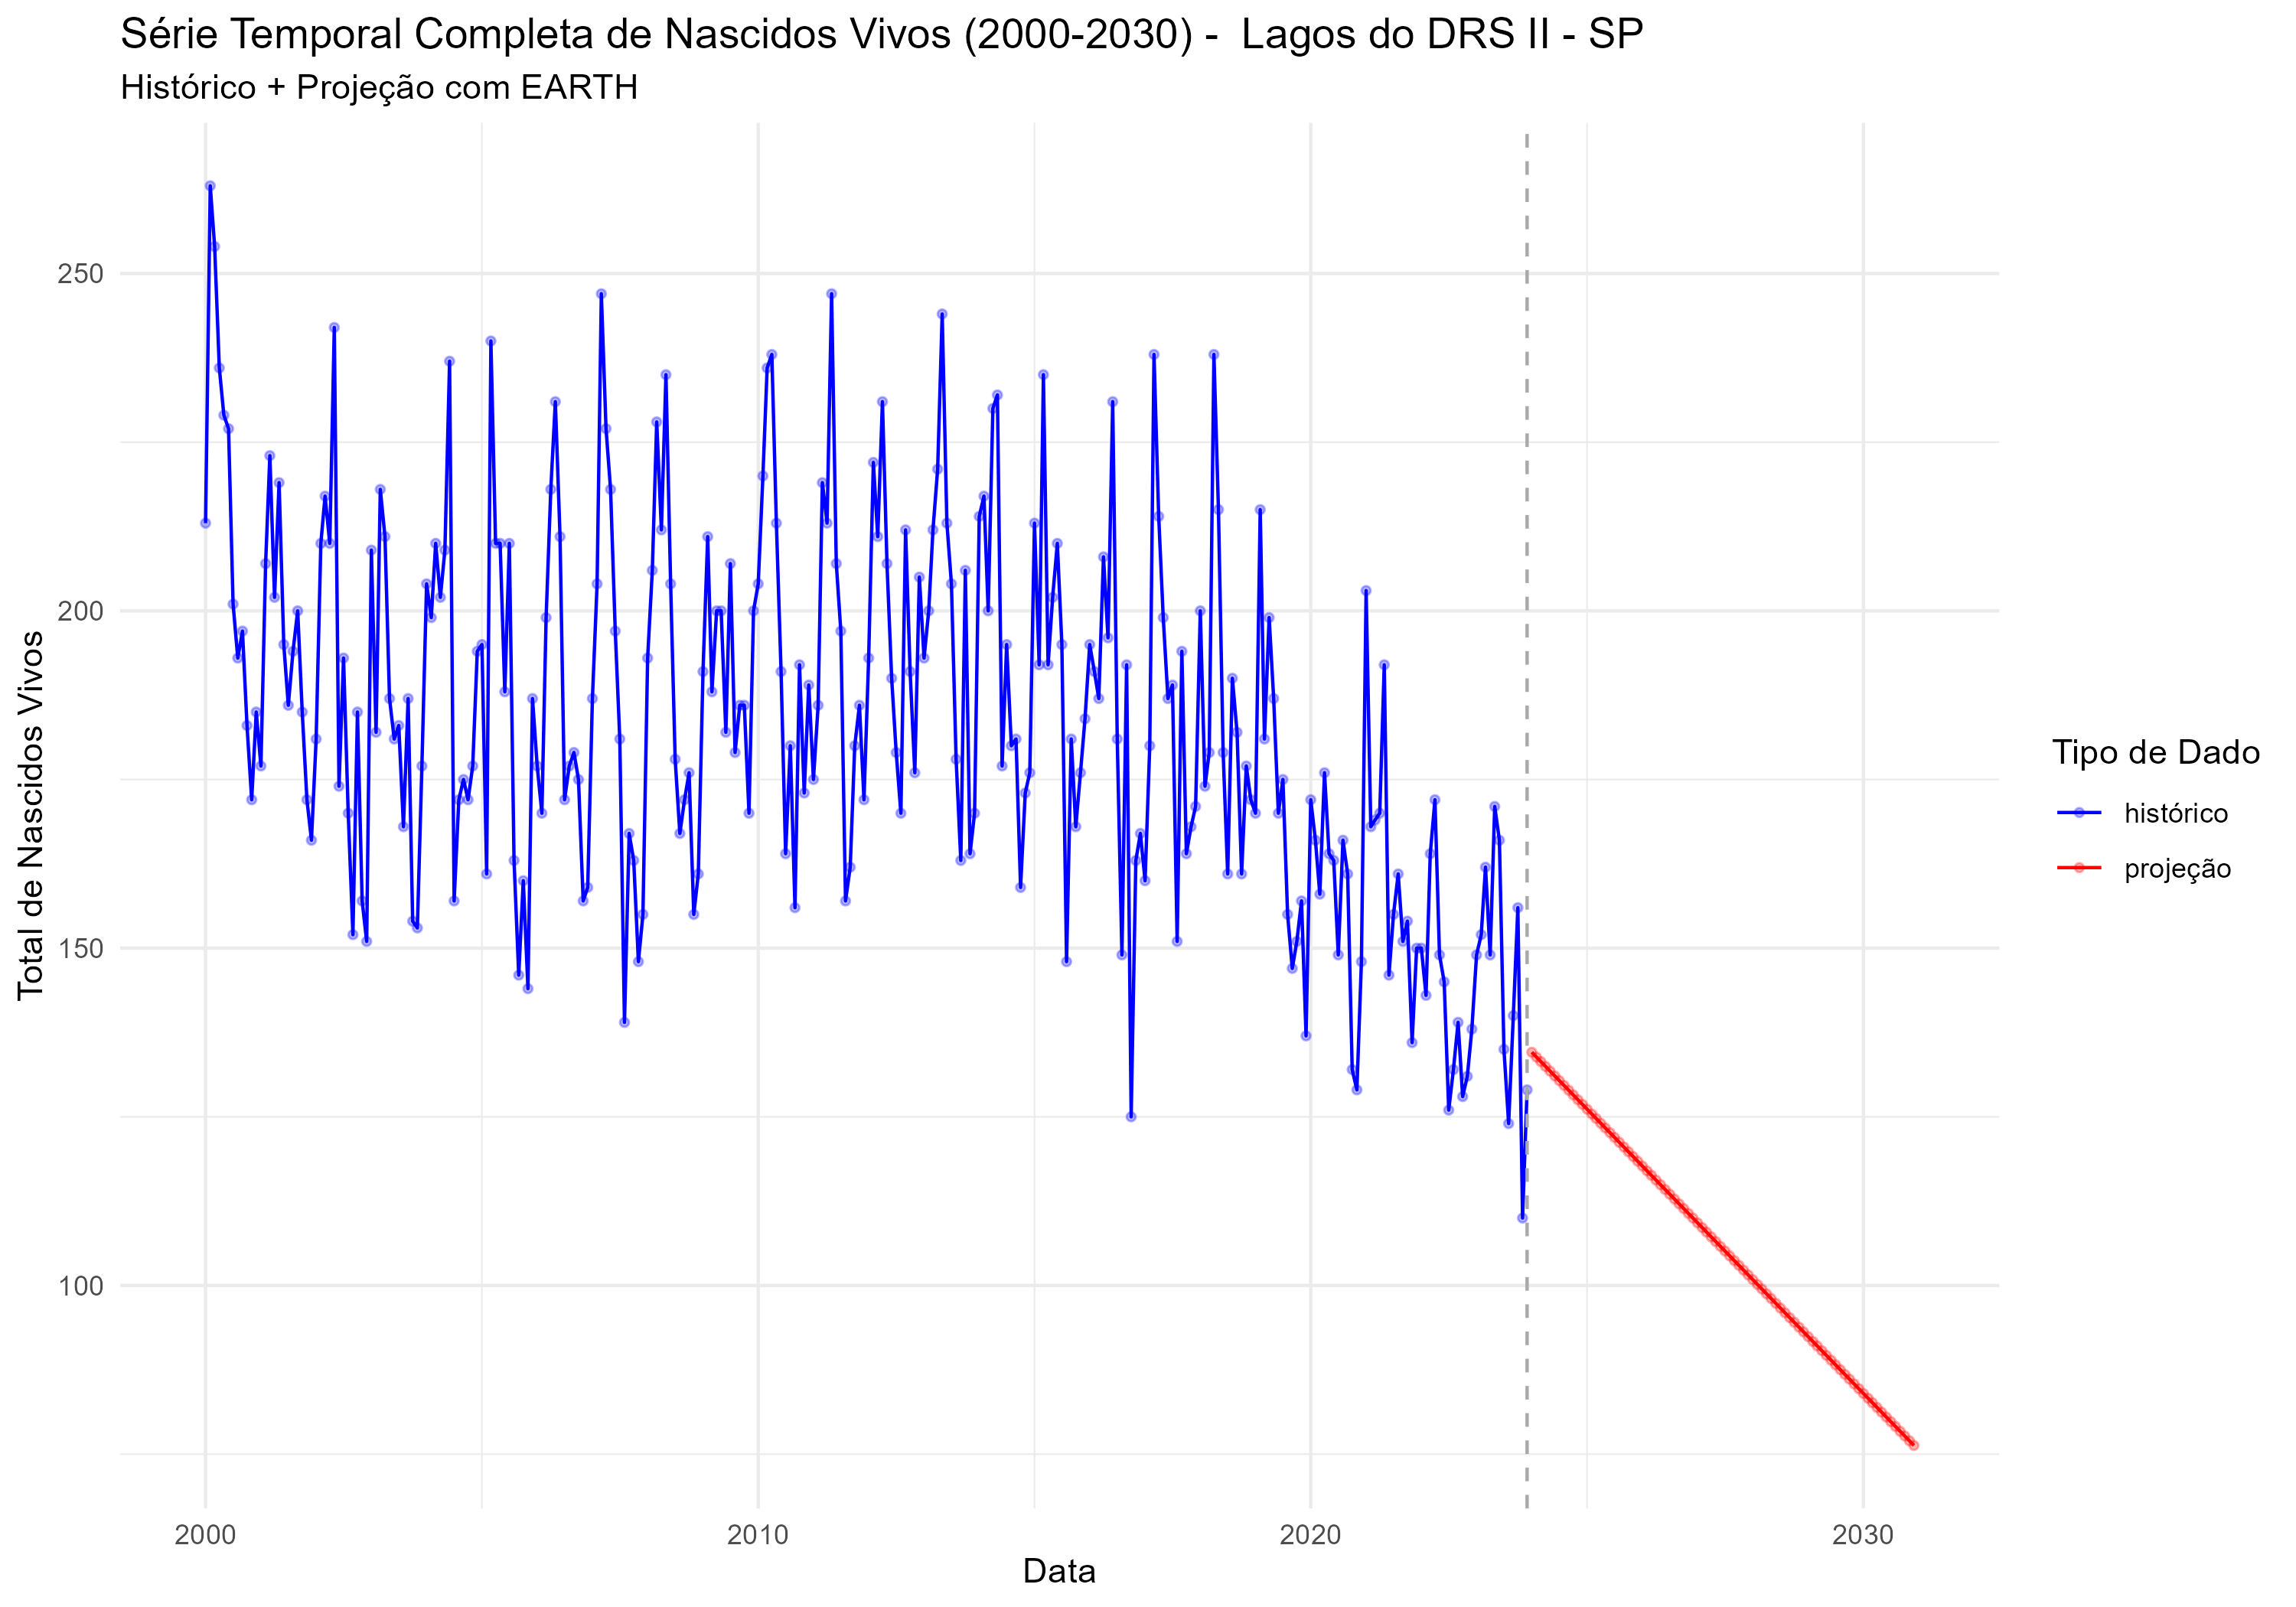 Série Temporal Completa de Nascidos Vivos (2000-2030) -  Lagos do DRS II - SP
Histórico + Projeção com EARTH
Total de Nascidos Vivos
250
200
150
100
2000
2010
2020
2030
Data
Tipo de Dado
histórico
projeção